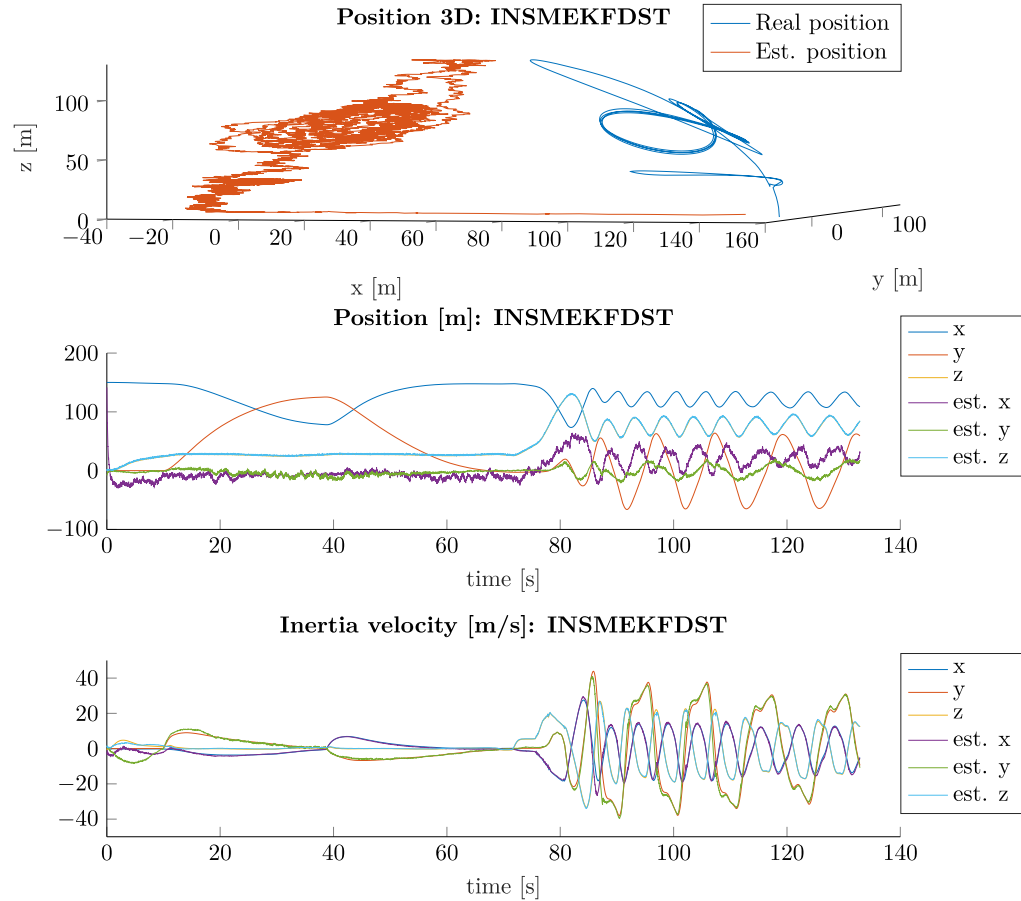 Position 3D: INSMEKFDST
Real position
Est. position
z [m]
100
50
0
−40 −20 0 20 40 60 80 100 120 140 160
0 100
x [m]
y [m]
Position [m]: INSMEKFDST
200
100
0
−100
0 20 40 60 80 100 120 140
time [s]
x
y
z
est. x
est. y
est. z
Inertia velocity [m/s]: INSMEKFDST
40
20
0
−20
−40
0 20 40 60 80 100 120 140
time [s]
x
y
z
est. x
est. y
est. z